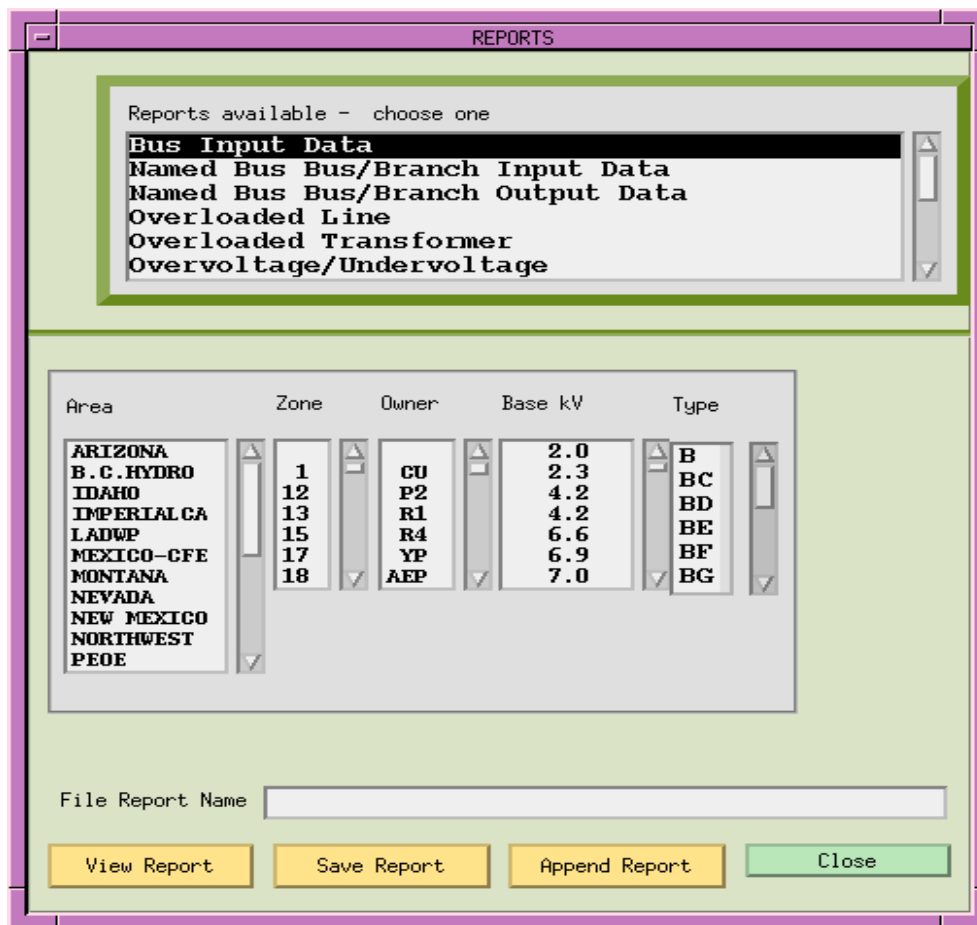 REPORTS
Reports available - choose one
Bus Input Data
Named Bus Bus/Branch Input Data
Named Bus Bus/Branch Output Data
Overloaded Line
Overloaded Transformer
Overvoltage/Undervoltage
Area
ARIZONA
B.C.HYDRO
IDAHO
IMPERIALCA
LADWP
MEXICO-CFE
MONTANA
NEVADA
NEW MEXICO
NORTHWEST
PEOE
Zone
1
12
13
15
17
18
Owner
CU
P2
R1
R4
YP
AEP
Base kV
2.0
2.3
4.2
4.2
6.6
6.9
7.0
Type
B
BC
BD
BE
BF
BG
File Report Name
View Report
Save Report
Append Report
Close